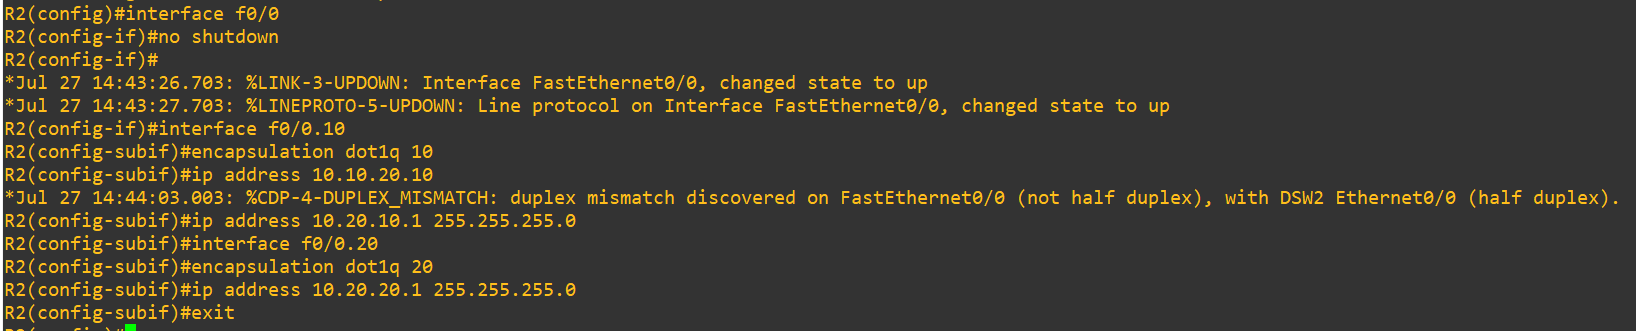 R2(config)#interface f0/0
R2(config-if)#no shutdown
R2(config-if)#
*Jul 27 14:43:26.703: %LINK-3-UPDOWN: Interface FastEthernet0/0, changed state to up
*Jul 27 14:43:27.703: %LINEPROTO-5-UPDOWN: Line protocol on Interface FastEthernet0/0, changed state to up
R2(config-if)#interface f0/0.10
R2(config-subif)#encapsulation dot1q 10
R2(config-subif)#ip address 10.10.20.10
*Jul 27 14:44:03.003: %CDP-4-DUPLEX_MISMATCH: duplex mismatch discovered on FastEthernet0/0 (not half duplex), with DSW2 Ethernet0/0 (half duplex).
R2(config-subif)#ip address 10.20.10.1 255.255.255.0
R2(config-subif)#interface f0/0.20
R2(config-subif)#encapsulation dot1q 20
R2(config-subif)#ip address 10.20.20.1 255.255.255.0
R2(config-subif)#exit